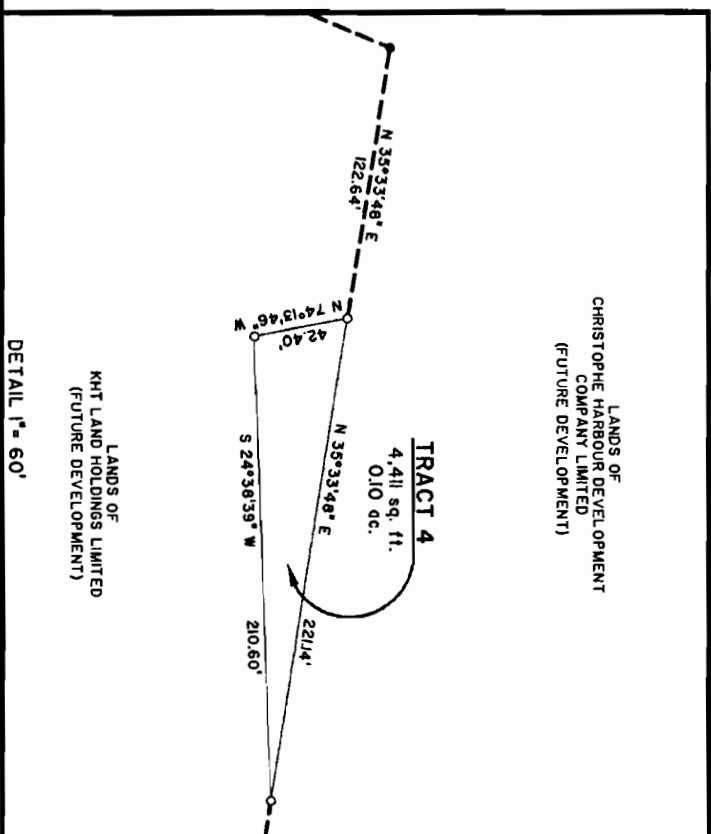 LANDS OF
CHRISTOPHE HARBOUR DEVELOPMENT
COMPANY LIMITED
(FUTURE DEVELOPMENT)
N 35°33'48" E
122.64'
TRACT 4
4,411 sq. ft.
0.10 ac.
N 74°13'46" W
42.40'
N 35°33'48" E
221.14'
S 24°38'39" W
210.60'
LANDS OF
KHT LAND HOLDINGS LIMITED
(FUTURE DEVELOPMENT)
DETAIL 1"= 60'